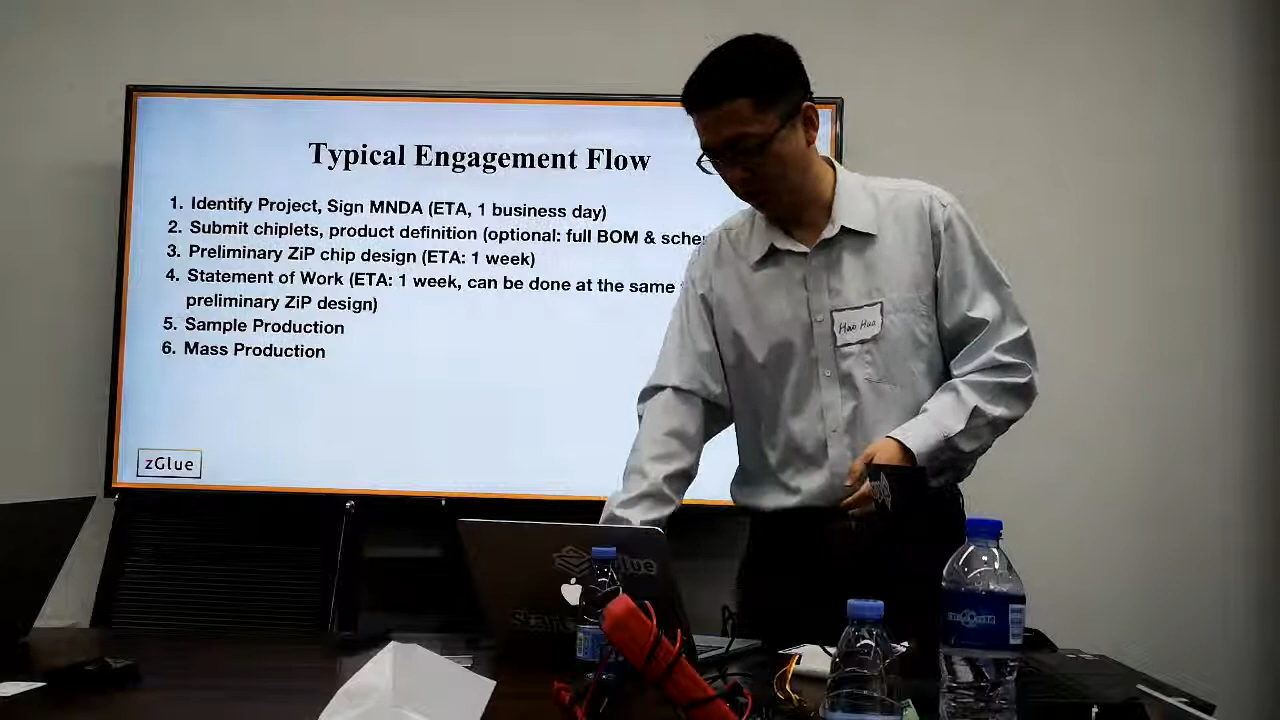 Typical Engagement Flow
1. Identify Project, Sign MNDA (ETA, 1 business day)
2. Submit chiplets, product definition (optional: full BOM &
3. Preliminary ZiP chip design (ETA: 1 week)
4. Statement of Work (ETA: 1 week, can be done at the same
preliminary ZiP design)
5. Sample Production
6. Mass Production
zGlue
Hao Hua